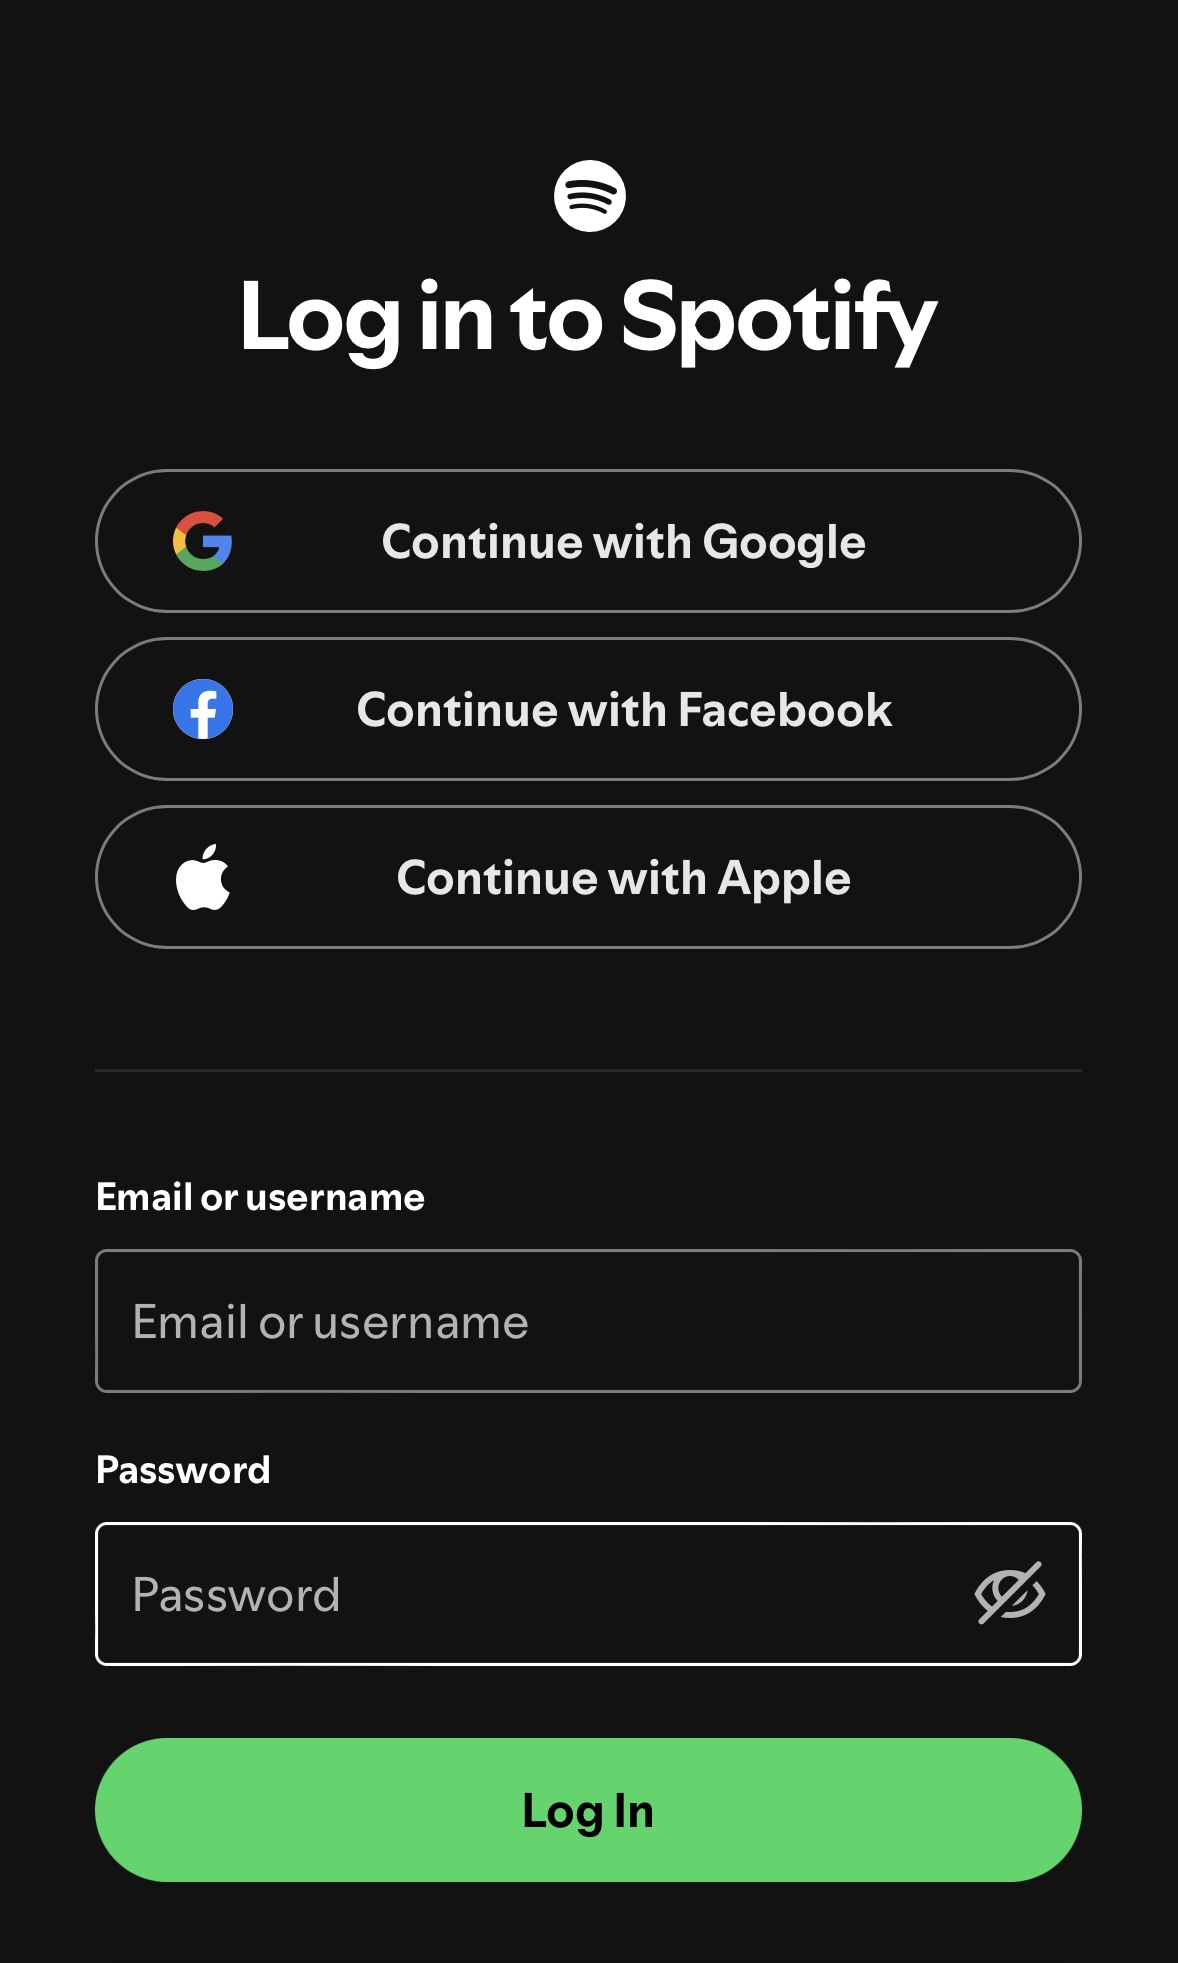 Log in to Spotify
Continue with Google
Continue with Facebook
Continue with Apple
Email or username
Email or username
Password
Password
Log In